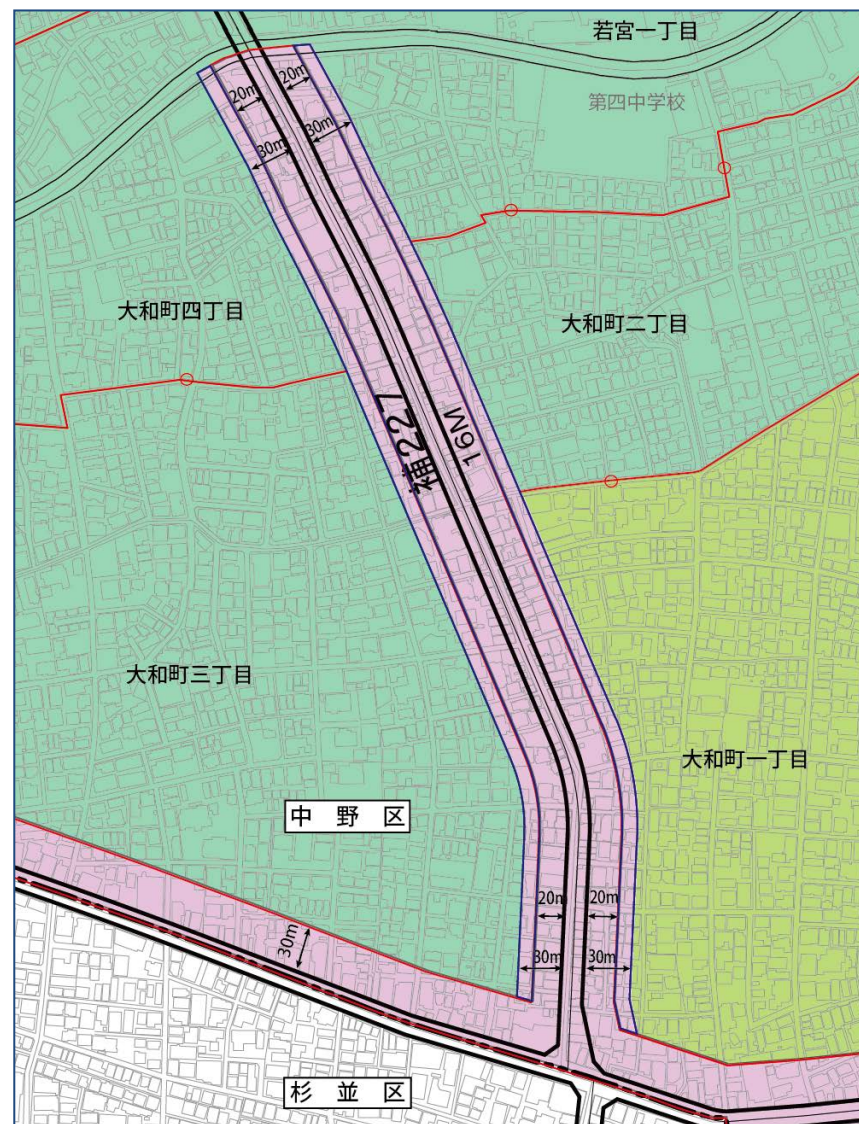 若宮一丁目
20m
20m
第四中学校
30m
30m
大和町四丁目
大和町二丁目
補227
16M
大和町三丁目
大和町一丁目
中野区
20m
20m
30m
30m
30m
杉並区